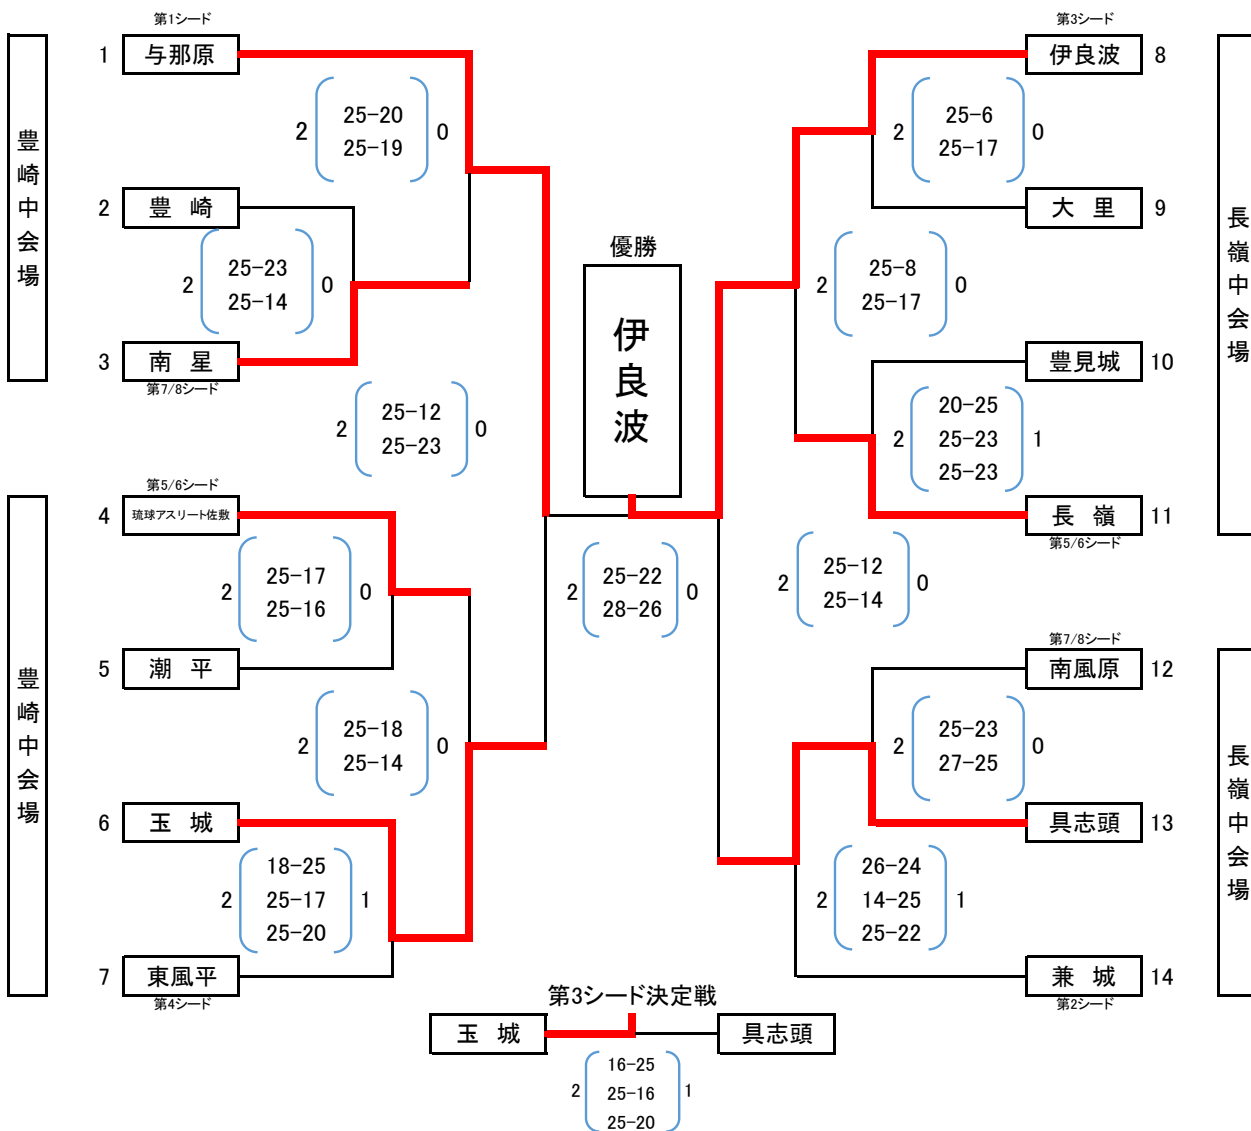 第1シード
1 与那原
2 25-20 0
25-19
2 豊 崎
2 25-23 0
25-14
3 南 星
第7/8シード
豊崎中会場
2 25-12 0
25-23
第5/6シード
4 琉球アスリート佐敷
2 25-17 0
25-16
5 潮 平
2 25-18 0
25-14
6 玉 城
18-25
2 25-17 1
25-20
7 東風平
第4シード
豊崎中会場
優勝
伊良波
2 25-22 0
28-26
第3シード
伊良波 8
2 25-6 0
25-17
大 里 9
2 25-8 0
25-17
豊見城 10
20-25
2 25-23 1
25-23
長 嶺 11
第5/6シード
長嶺中会場
2 25-12 0
25-14
第7/8シード
南風原 12
2 25-23 0
27-25
具志頭 13
26-24
2 14-25 1
25-22
兼 城 14
第2シード
長嶺中会場
第3シード決定戦
玉 城 具志頭
16-25
2 25-16 1
25-20